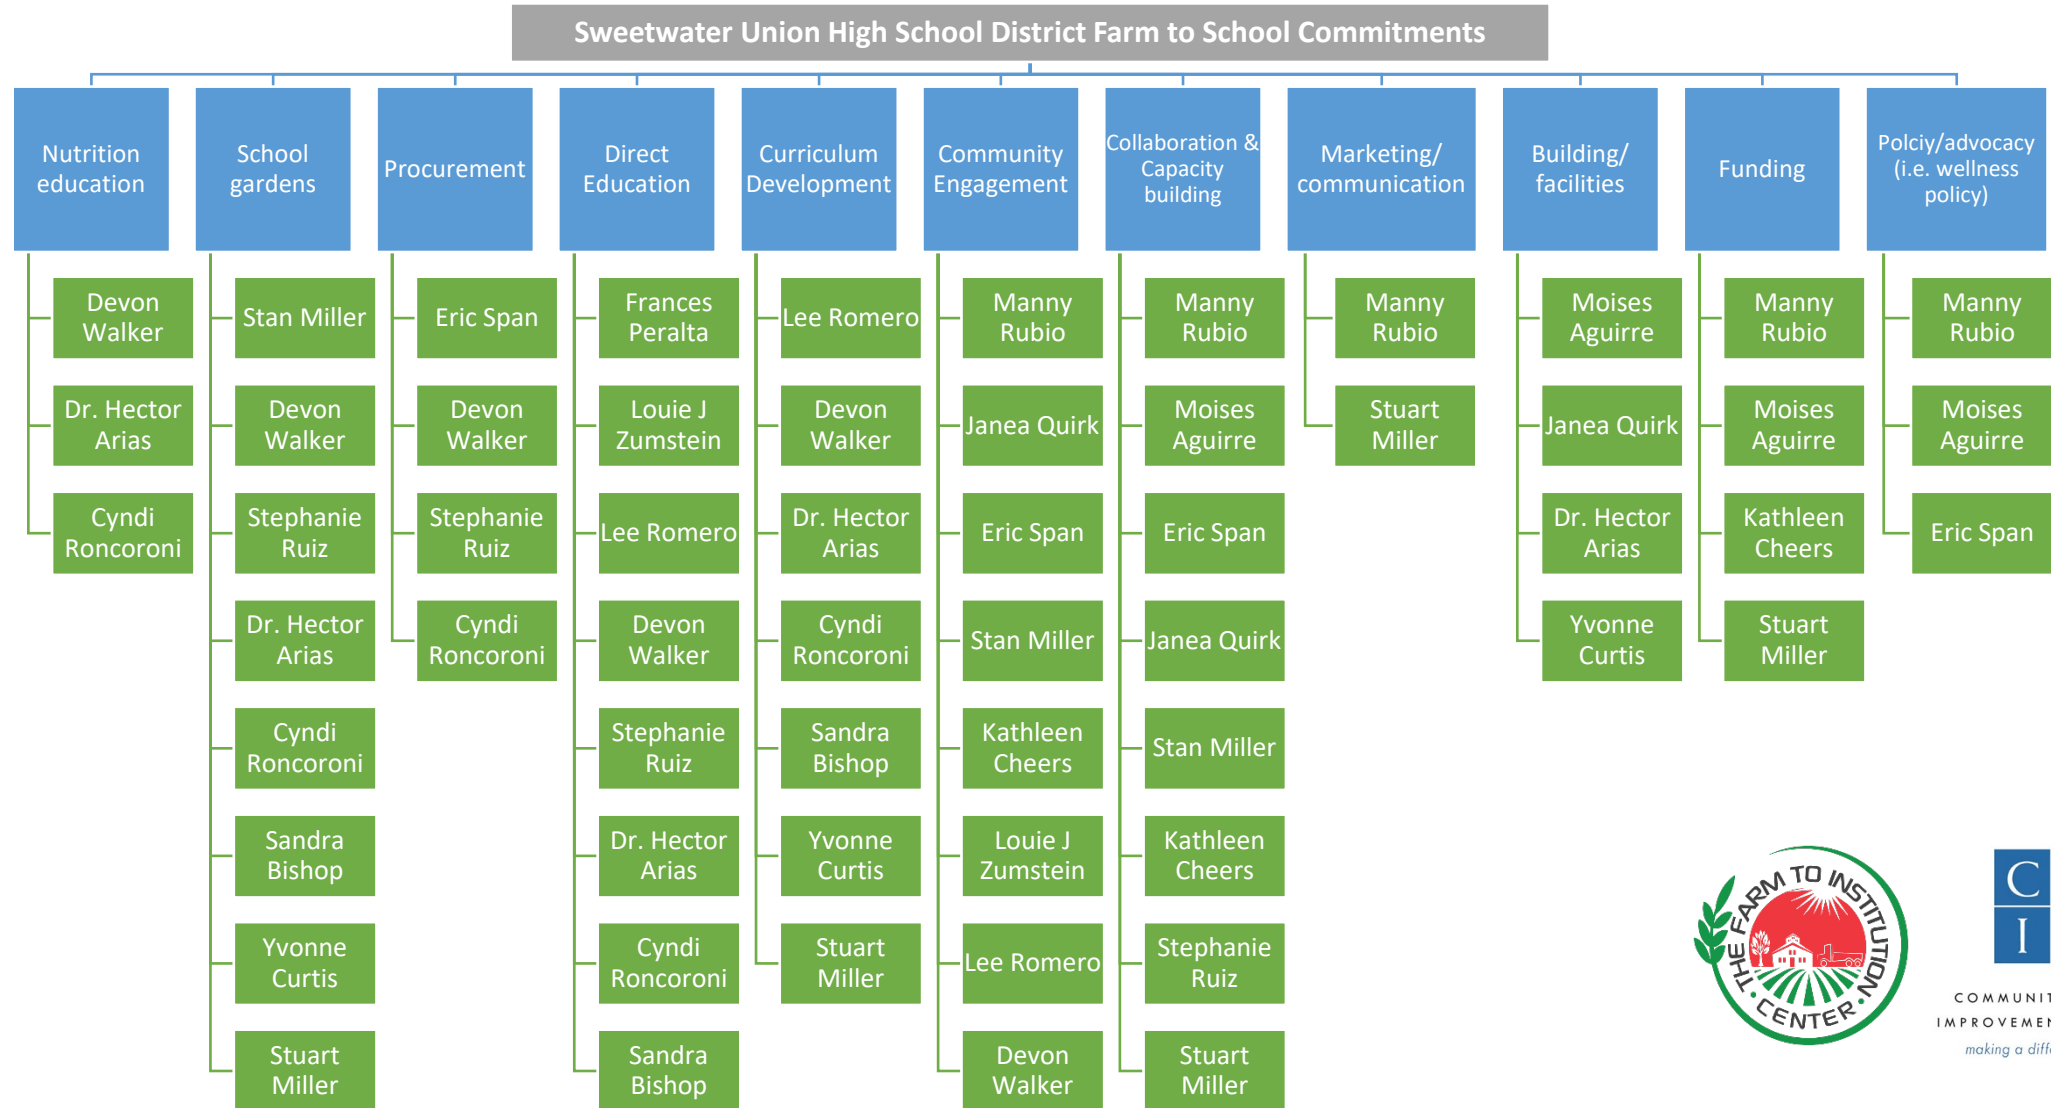 Sweetwater Union High School District Farm to School Commitments
Nutrition
education
Devon
Walker
Dr. Hector
Arias
Cyndi
Roncoroni
School
gardens
Stan Miller
Devon
Walker
Stephanie
Ruiz
Dr. Hector
Arias
Cyndi
Roncoroni
Sandra
Bishop
Yvonne
Curtis
Stuart
Miller
Procurement
Eric Span
Devon
Walker
Stephanie
Ruiz
Cyndi
Roncoroni
Direct
Education
Frances
Peralta
Louie J
Zumstein
Lee Romero
Devon
Walker
Stephanie
Ruiz
Dr. Hector
Arias
Cyndi
Roncoroni
Sandra
Bishop
Curriculum
Development
Lee Romero
Devon
Walker
Dr. Hector
Arias
Cyndi
Roncoroni
Sandra
Bishop
Yvonne
Curtis
Stuart
Miller
Community
Engagement
Manny
Rubio
Janea Quirk
Eric Span
Stan Miller
Kathleen
Cheers
Louie J
Zumstein
Lee Romero
Devon
Walker
Collaboration &
Capacity
building
Manny
Rubio
Moises
Aguirre
Eric Span
Janea Quirk
Stan Miller
Kathleen
Cheers
Stephanie
Ruiz
Stuart
Miller
Marketing/
communication
Manny
Rubio
Stuart
Miller
Building/
facilities
Moises
Aguirre
Janea Quirk
Dr. Hector
Arias
Yvonne
Curtis
Funding
Manny
Rubio
Moises
Aguirre
Kathleen
Cheers
Stuart
Miller
Polciy/advocacy
(i.e. wellness
policy)
Manny
Rubio
Moises
Aguirre
Eric Span
THE FARM TO INSTITUTION
• CENTER •
C
I
COMMUNIT
IMPROVEMEN
making a diff